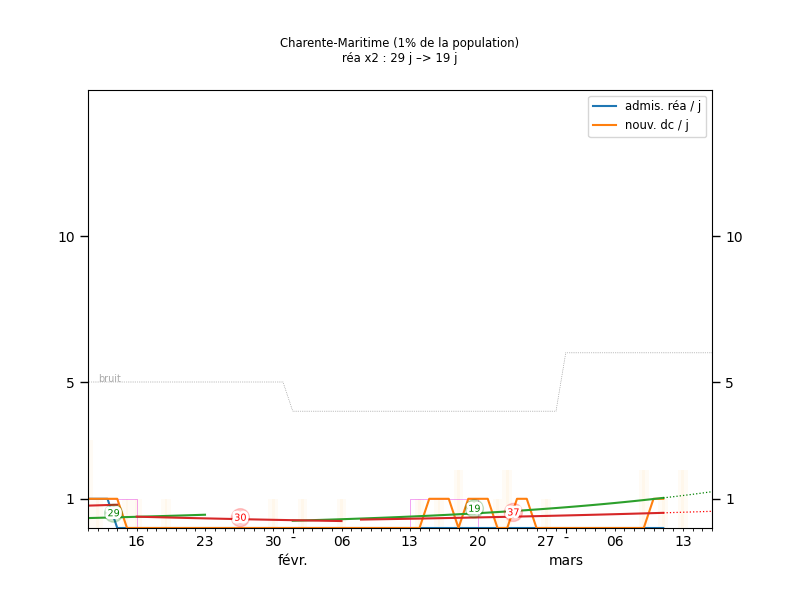 Charente-Maritime (1% de la population)
réa x2 : 29 j –> 19 j
admis. réa / j
nouv. dc / j
10 10
bruit
5 5
1 1
29 30 19 37
16 23 30 - 06 13 20 27 - 06 13
févr. mars